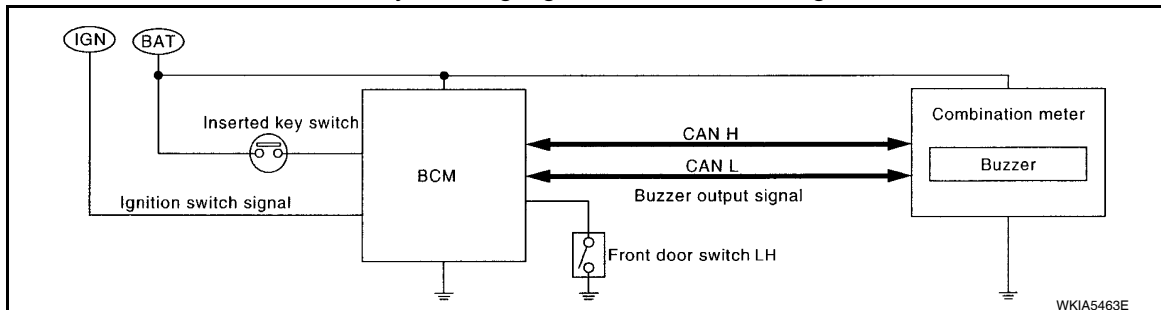 IGN
BAT
Inserted key switch
Ignition switch signal
BCM
CAN H
CAN L
Buzzer output signal
Front door switch LH
Combination meter
Buzzer
WKIA5463E